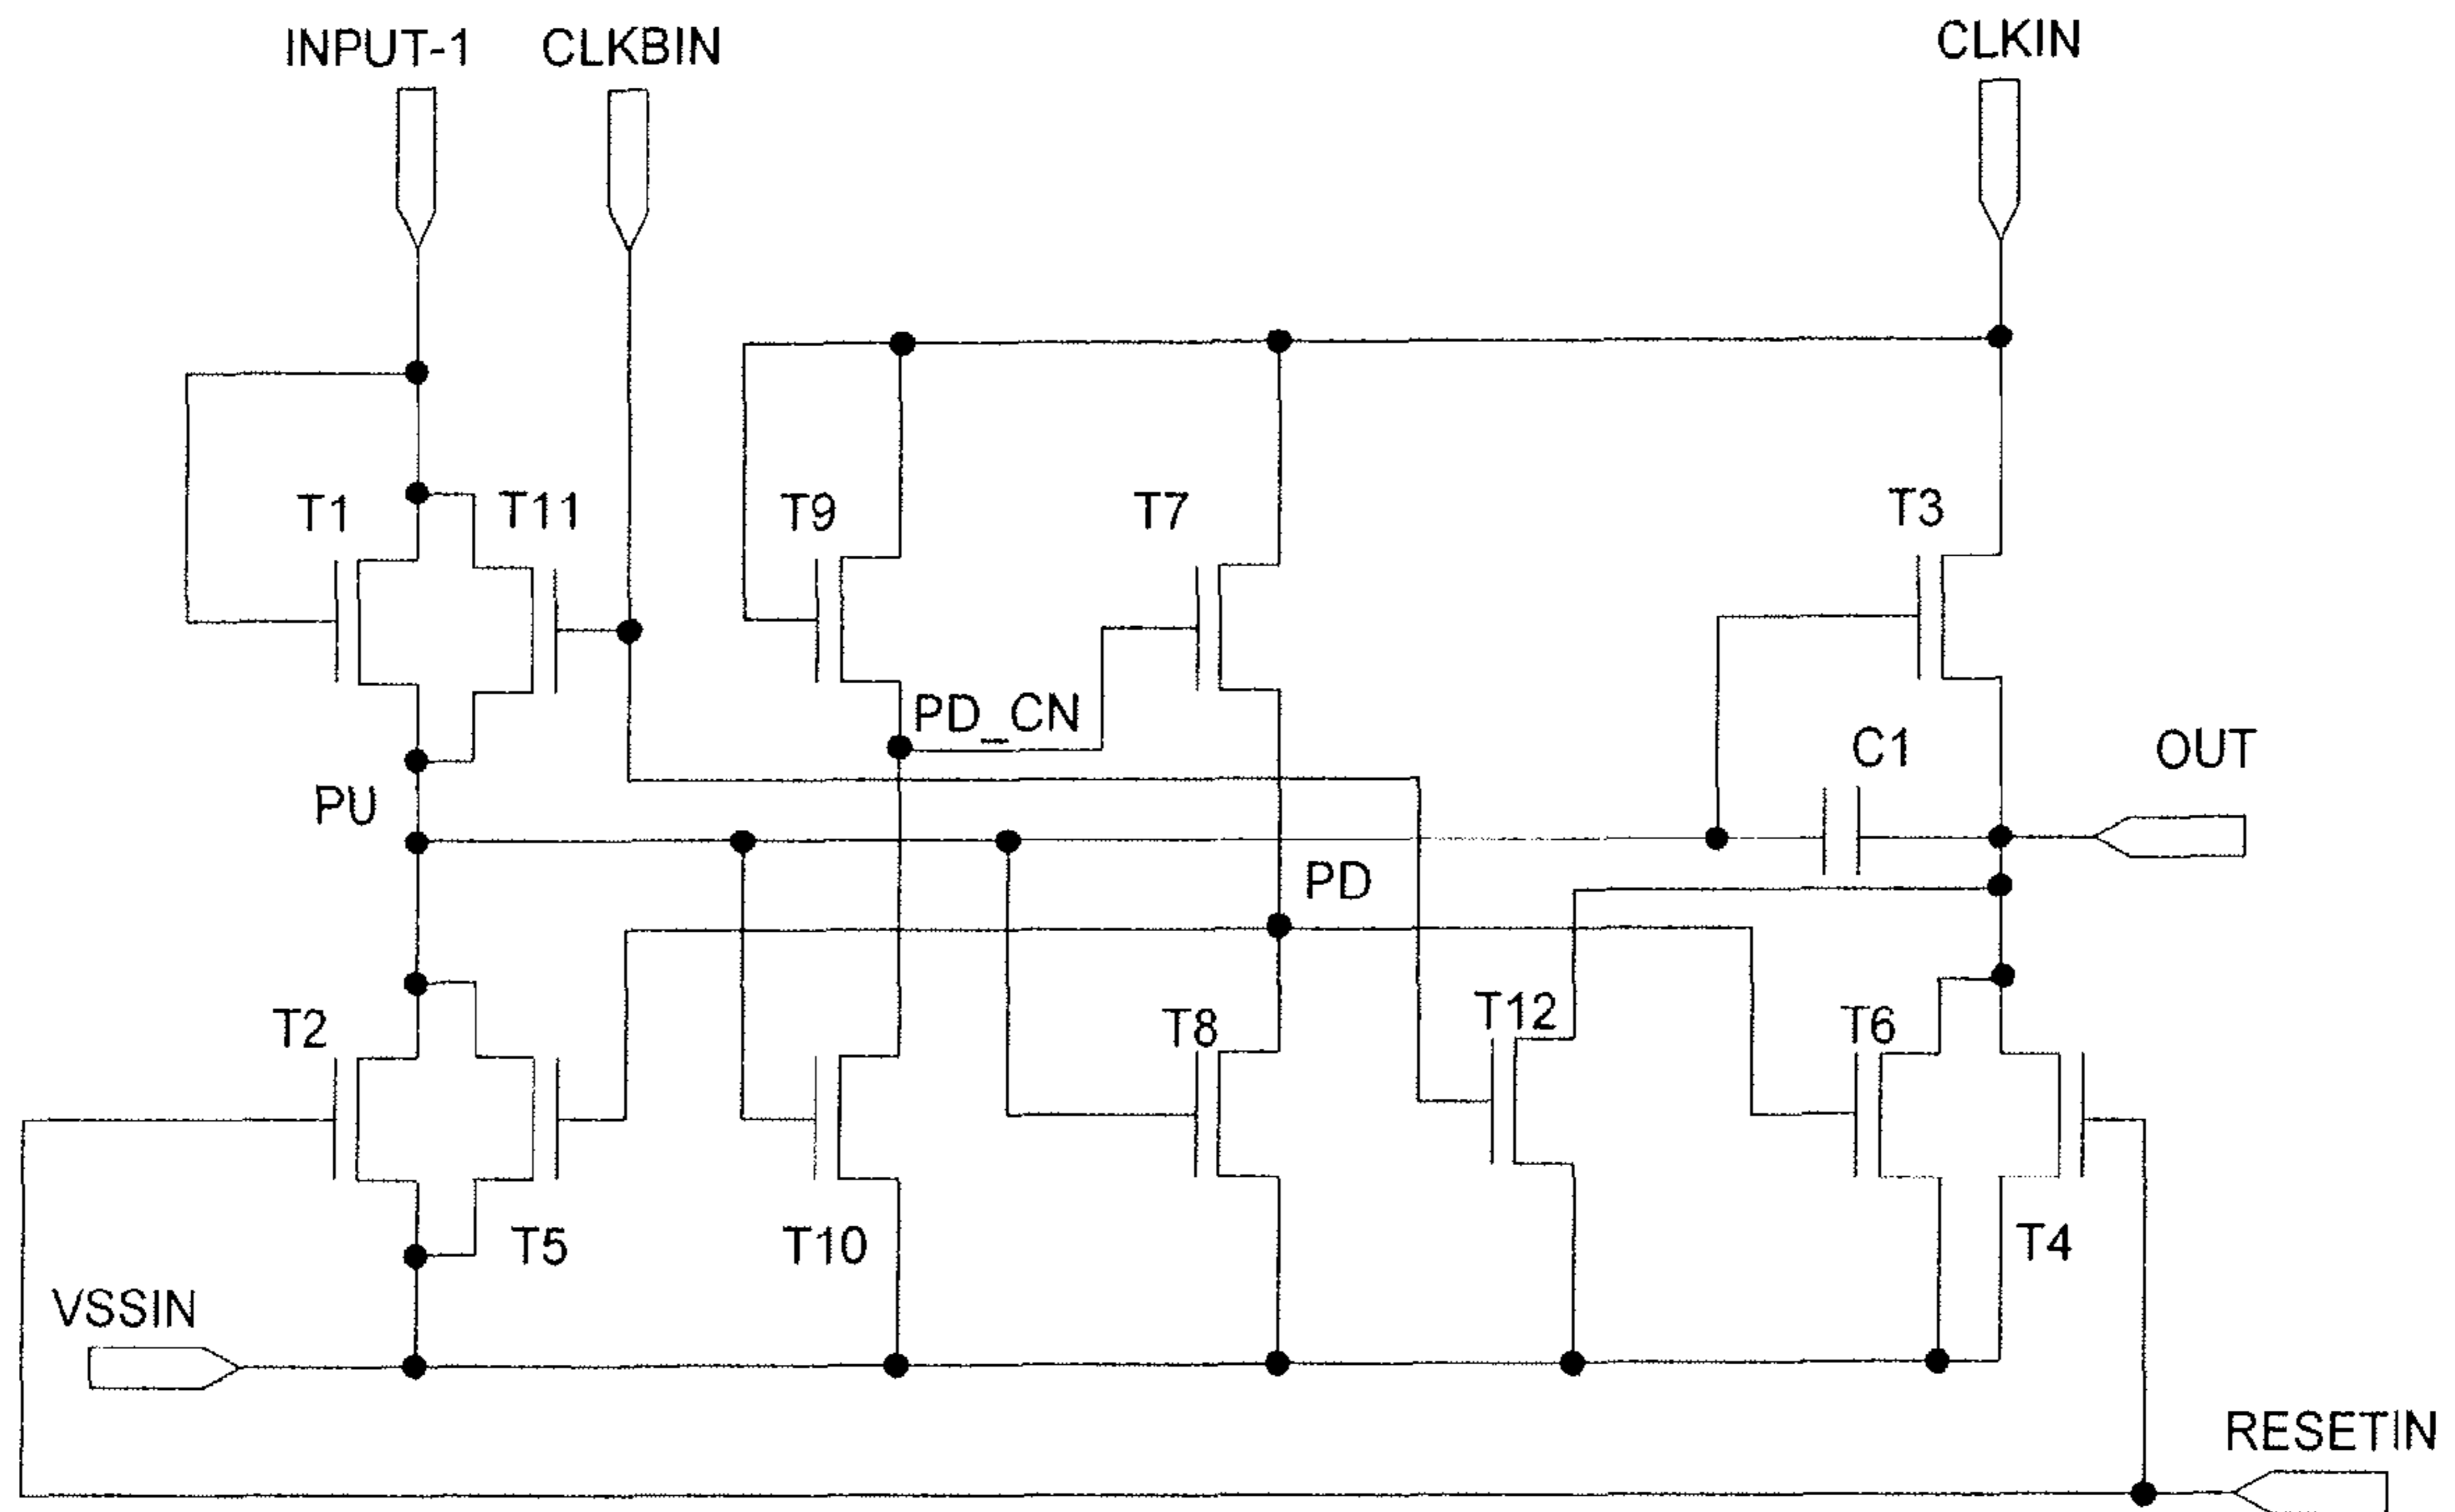 INPUT-1
CLKBIN
CLKIN
T1
T11
T9
T7
T3
PD_CN
C1
OUT
PU
PD
T2
T8
T12
T6
T5
T10
T4
VSSIN
RESETIN